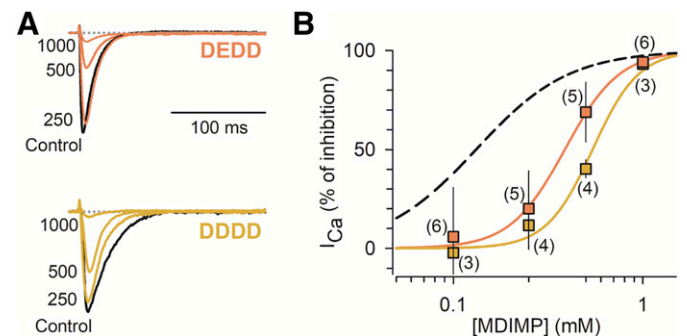 A
1000
500
DEDD
250
Control
100 ms
1000
DDDD
500
250
Control
B
I_Ca (% of inhibition)
100
50
0
(6)
(3)
(5)
(4)
(5)
(4)
(6)
(3)
0.1
1
[MDIMP] (mM)